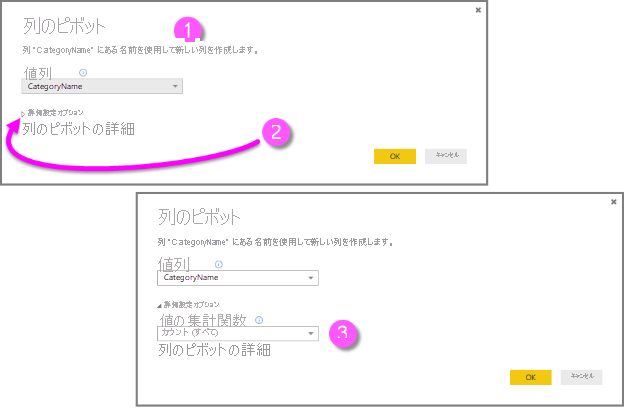 列のピボット
1
列 "CategoryName" にある名前を使用して新しい列を作成します。
値列
CategoryName
詳細設定オプション
列のピボットの詳細
2
OK
キャンセル
列のピボット
列 "CategoryName" にある名前を使用して新しい列を作成します。
値列
CategoryName
詳細設定オプション
値の集計関数
カウント (すべて)
3
列のピボットの詳細
OK
キャンセル